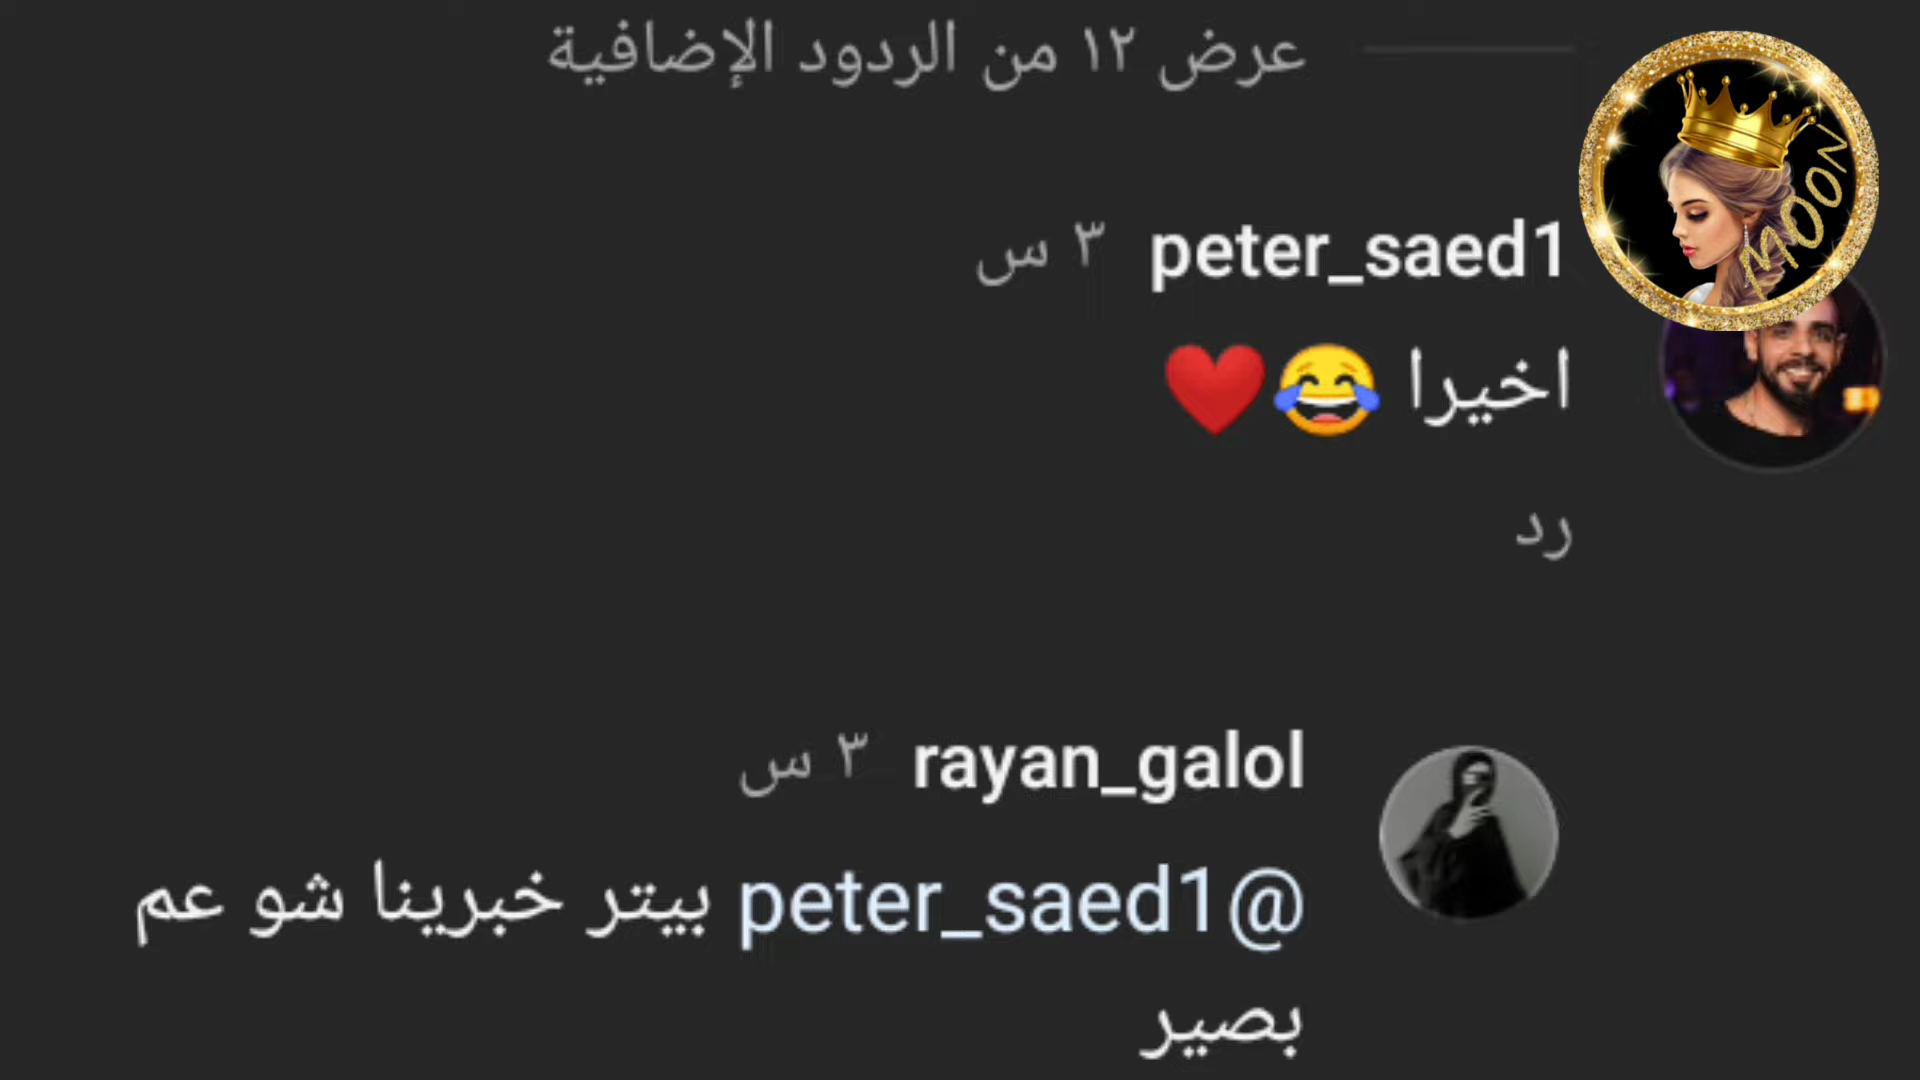 عرض ١٢ من الردود الإضافية
MOON
peter_saed1 ٣ س
اخيرا 😂❤️
رد
rayan_galol ٣ س
@peter_saed1 بيتر خبرينا شو عم
بصير